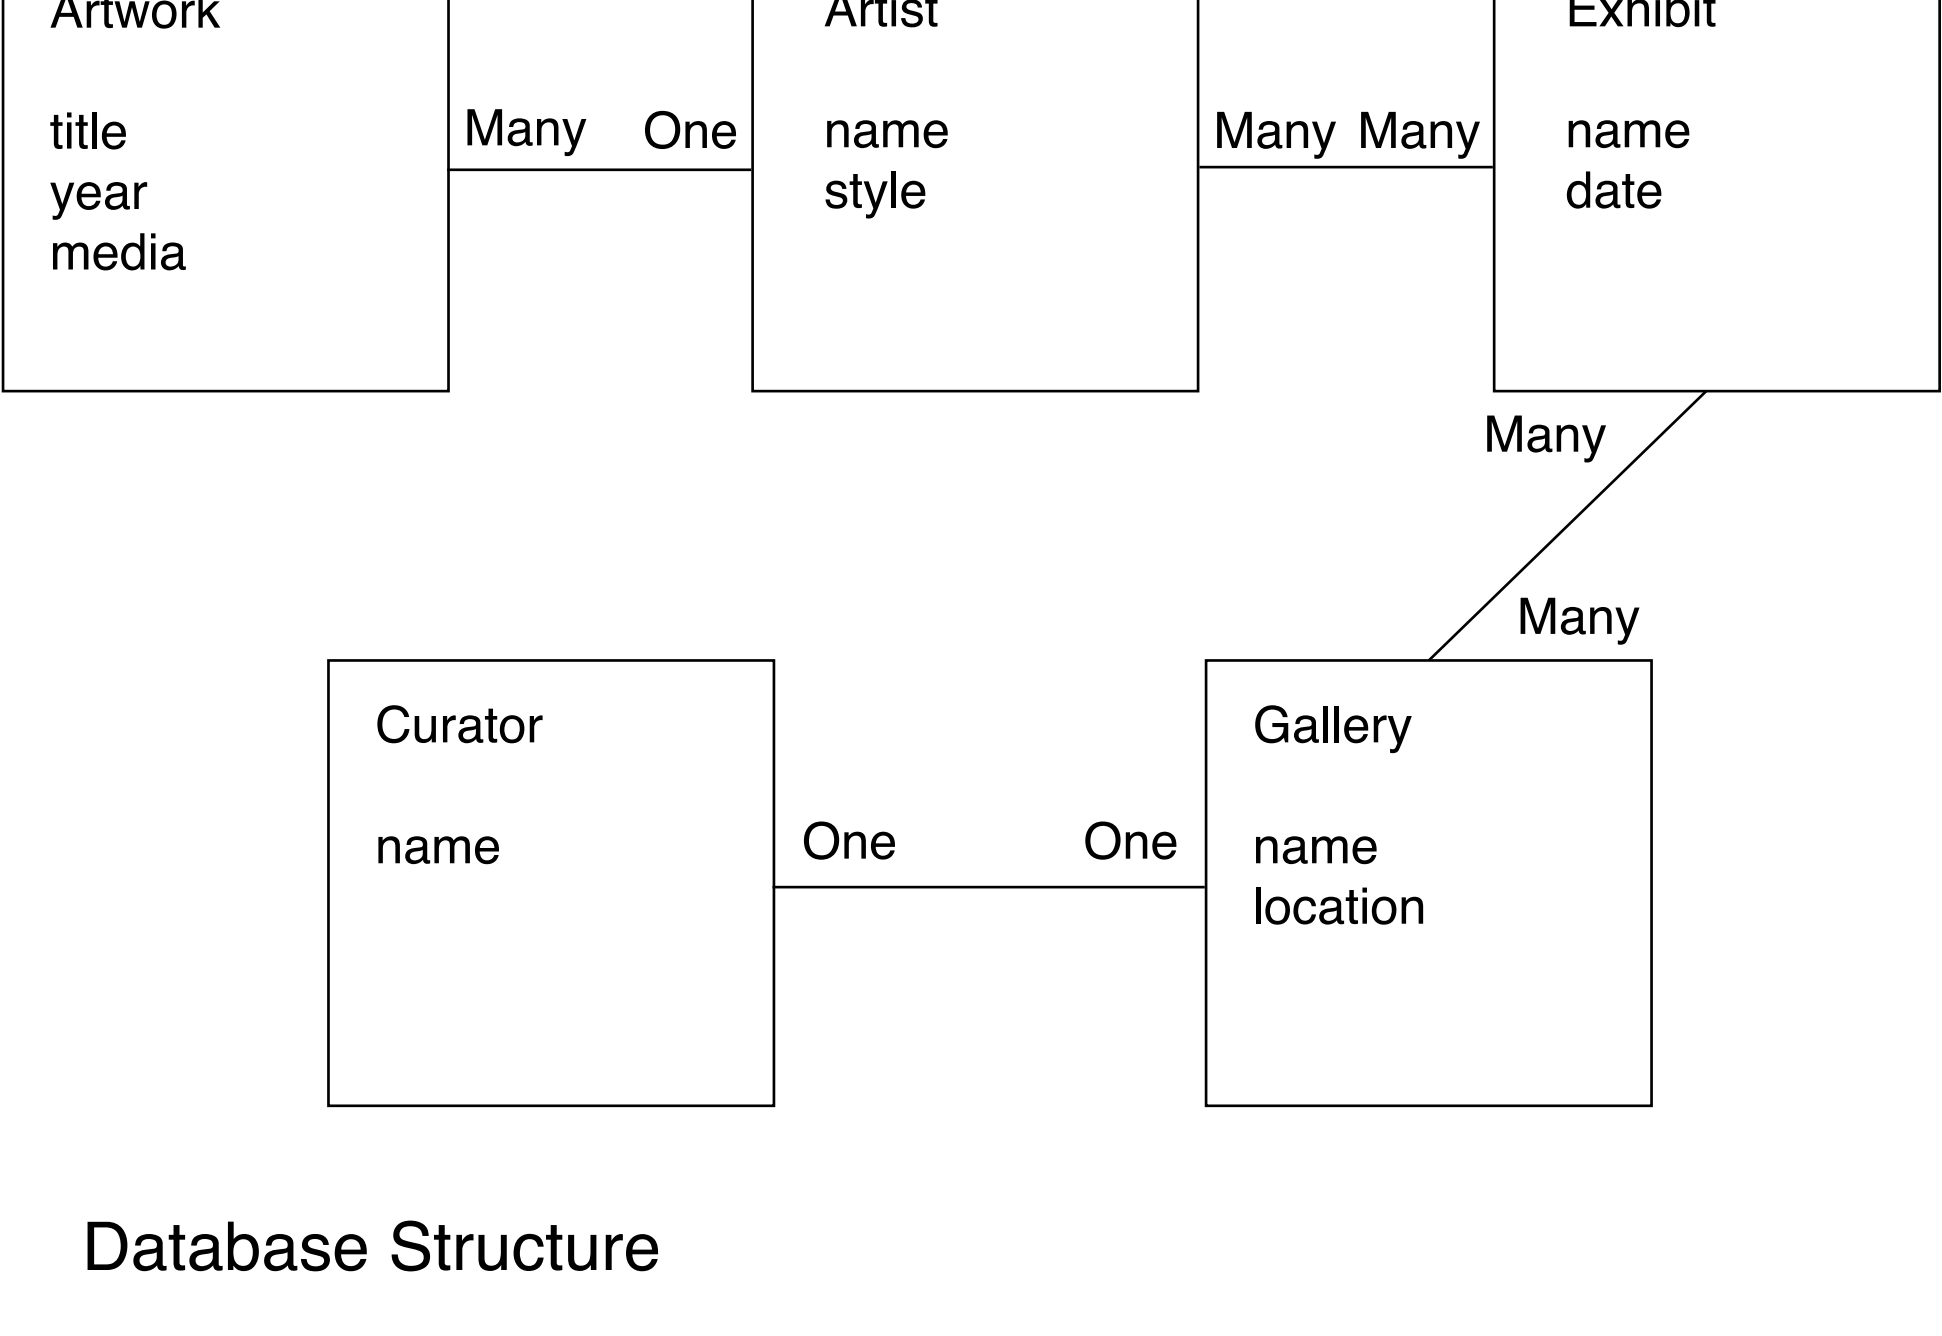 Artwork
title
year
media
Many One
Artist
name
style
Many Many
Exhibit
name
date
Many
Many
Curator
name
One One
Gallery
name
location
Database Structure